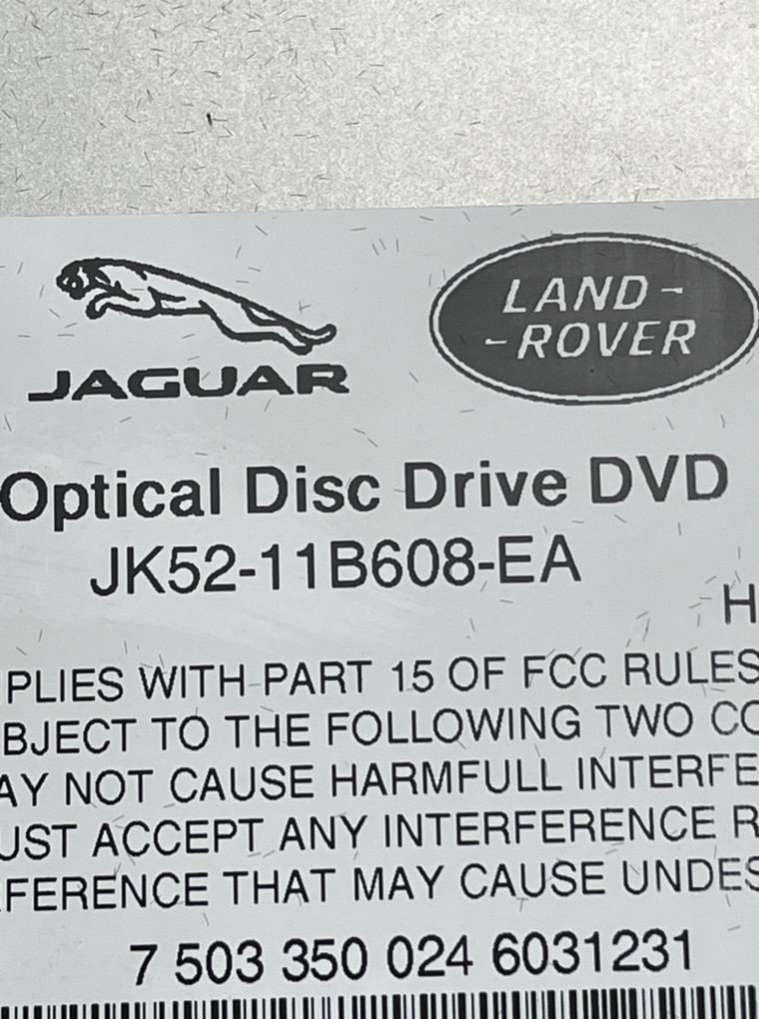 JAGUAR
LAND-
-ROVER
Optical Disc Drive DVD
JK52-11B608-EA
H
PLIES WITH PART 15 OF FCC RULES
BJECT TO THE FOLLOWING TWO CO
AY NOT CAUSE HARMFULL INTERFE
UST ACCEPT ANY INTERFERENCE R
FERENCE THAT MAY CAUSE UNDES
7 503 350 024 6031231